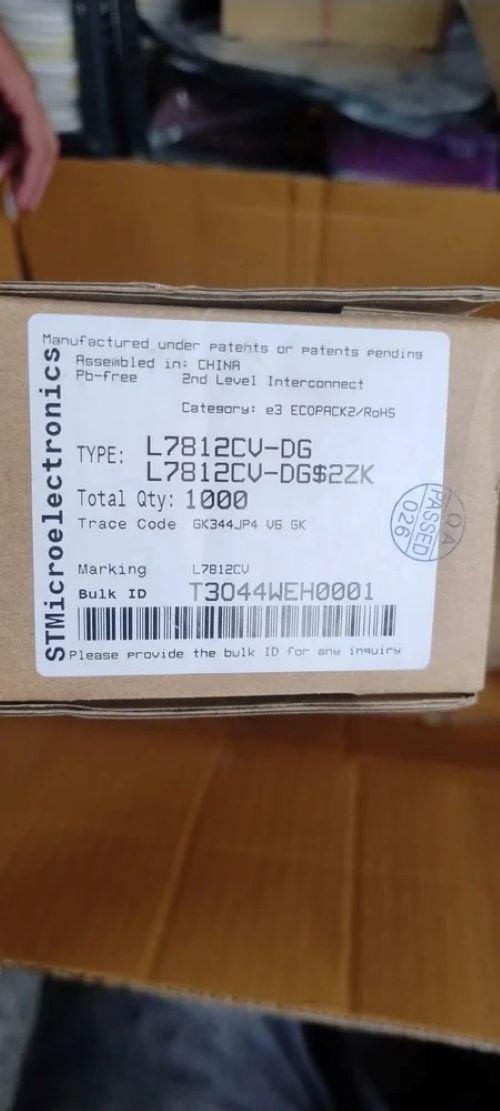 STMicroelectronics
Manufactured under patents or patents pending
Assembled in: CHINA
Pb-free 2nd Level Interconnect
Category: e3 ECOPACK2/RoHS
TYPE: L7812CV-DG
L7812CV-DG$2ZK
Total Qty: 1000
Trace Code GK344JP4 V6 GK
Marking L7812CV
Bulk ID T3044WEH0001
Please provide the bulk ID for any inquiry
QA
PASSED
026